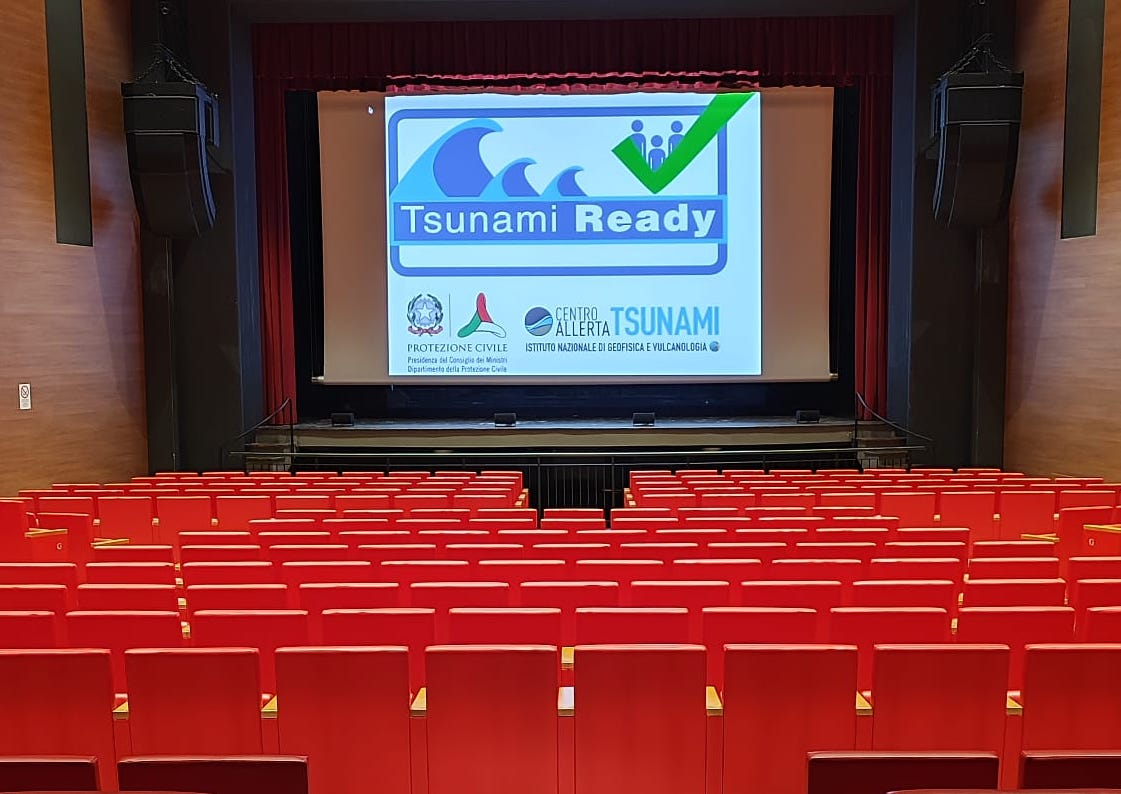 Tsunami Ready
PROTEZIONE CIVILE
Presidenza del Consiglio dei Ministri
Dipartimento della Protezione Civile
CENTRO
ALLERTA TSUNAMI
ISTITUTO NAZIONALE DI GEOFISICA E VULCANOLOGIA
G